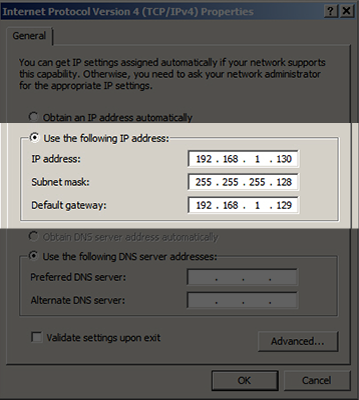 Internet Protocol Version 4 (TCP/IPv4) Properties
General
You can get IP settings assigned automatically if your network supports
this capability. Otherwise, you need to ask your network administrator
for the appropriate IP settings.
Obtain an IP address automatically
Use the following IP address:
IP address: 192 . 168 . 1 . 130
Subnet mask: 255 . 255 . 255 . 128
Default gateway: 192 . 168 . 1 . 129
Obtain DNS server address automatically
Use the following DNS server addresses:
Preferred DNS server: . . .
Alternate DNS server: . . .
Validate settings upon exit
Advanced...
OK Cancel